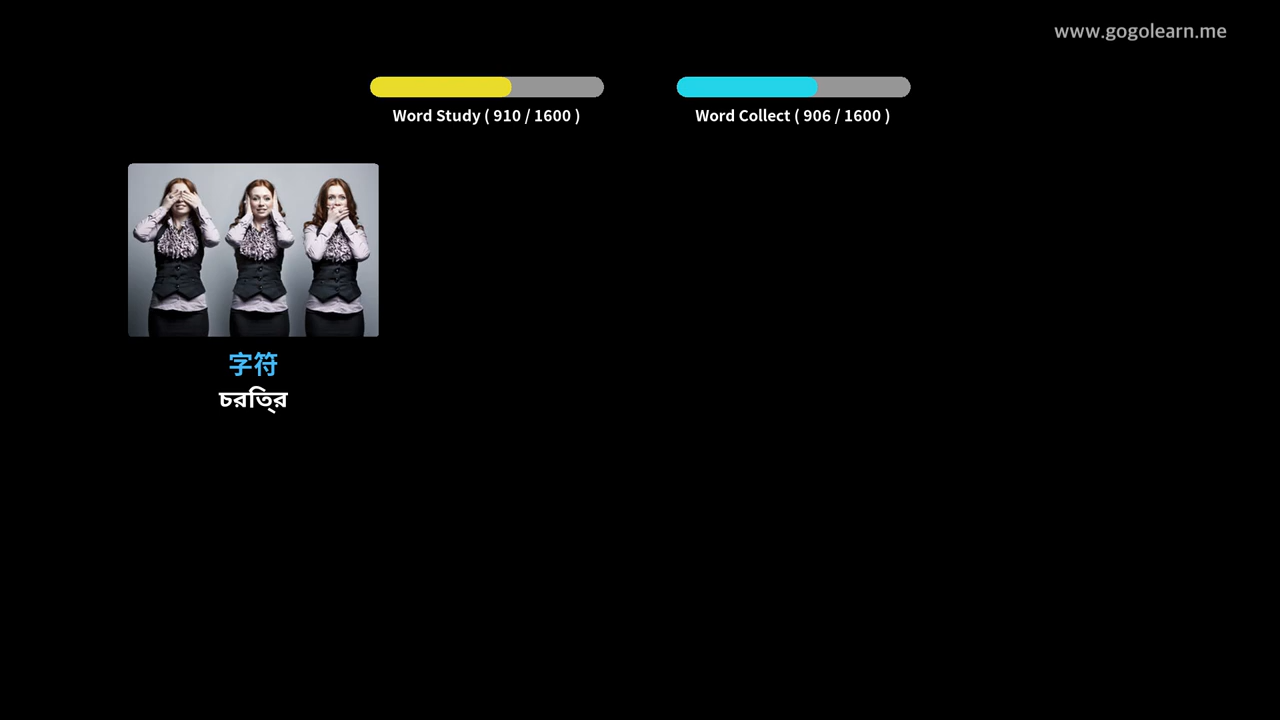 www.gogolearn.me
Word Study ( 910 / 1600 )
Word Collect ( 906 / 1600 )
字符
চরিত্র